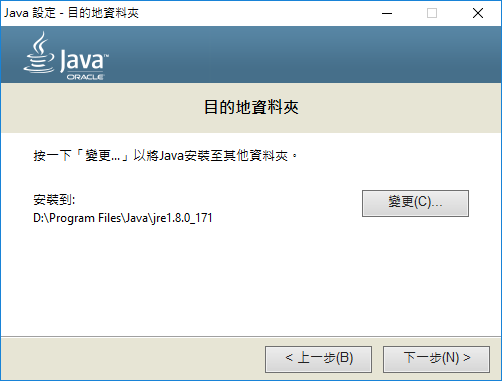 Java 設定 - 目的地資料夾
Java™
ORACLE
目的地資料夾
按一下「變更...」以將Java安裝至其他資料夾。
安裝到:
變更(C)...
D:\Program Files\Java\jre1.8.0_171
< 上一步(B)
下一步(N) >